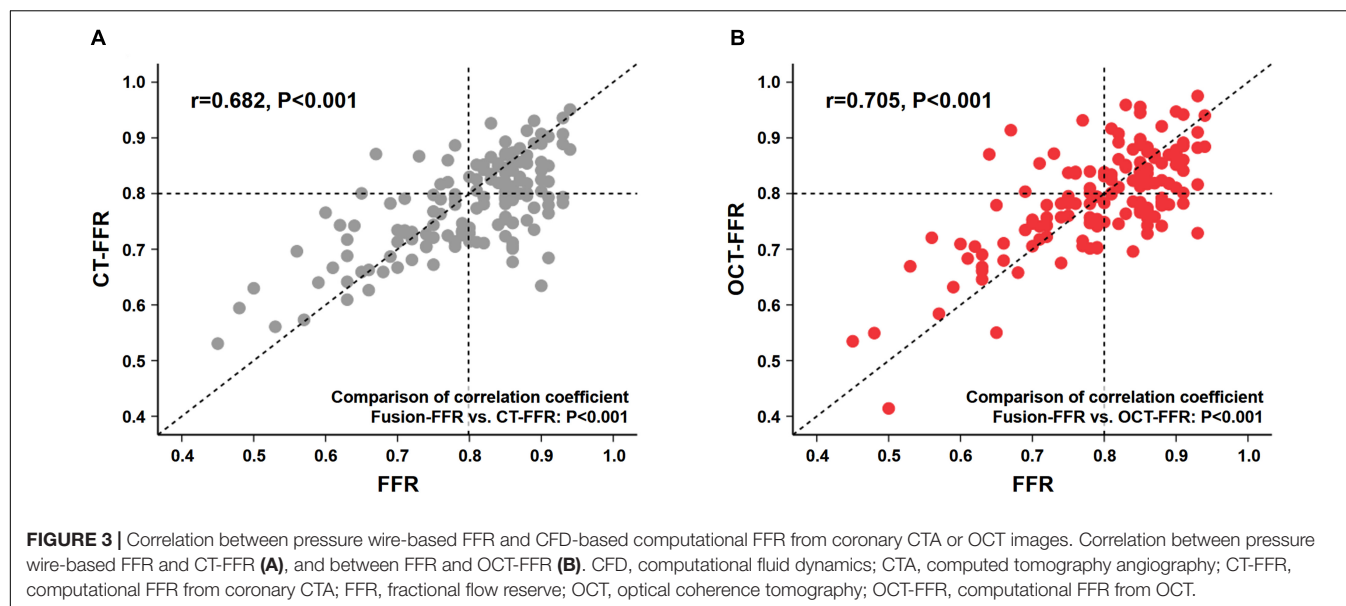 A
r=0.682, P<0.001
1.0
0.9
0.8
0.7
0.6
0.5
0.4
CT-FFR
Comparison of correlation coefficient
Fusion-FFR vs. CT-FFR: P<0.001
0.4 0.5 0.6 0.7 0.8 0.9 1.0
FFR
B
r=0.705, P<0.001
1.0
0.9
0.8
0.7
0.6
0.5
0.4
OCT-FFR
Comparison of correlation coefficient
Fusion-FFR vs. OCT-FFR: P<0.001
0.4 0.5 0.6 0.7 0.8 0.9 1.0
FFR
FIGURE 3 | Correlation between pressure wire-based FFR and CFD-based computational FFR from coronary CTA or OCT images. Correlation between pressure
wire-based FFR and CT-FFR (A), and between FFR and OCT-FFR (B). CFD, computational fluid dynamics; CTA, computed tomography angiography; CT-FFR,
computational FFR from coronary CTA; FFR, fractional flow reserve; OCT, optical coherence tomography; OCT-FFR, computational FFR from OCT.